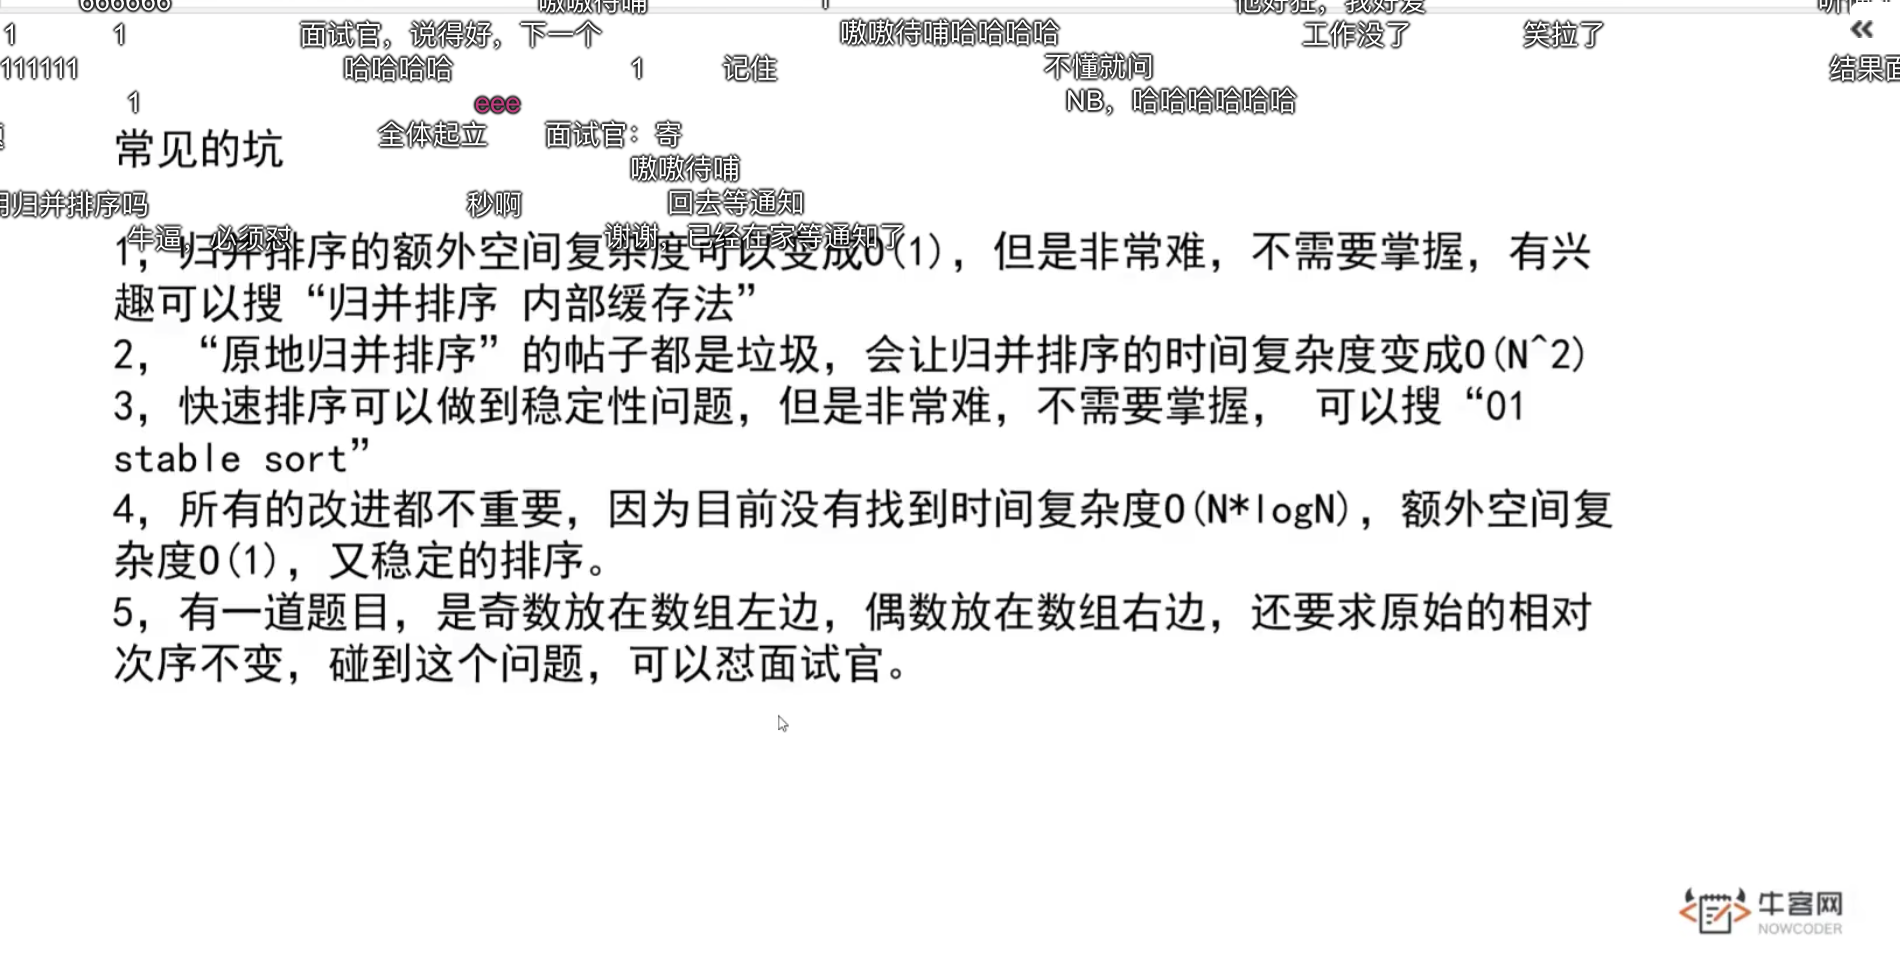 666666
嗷嗷待哺
1
他好狂，我好爱
1
1
面试官，说得好，下一个
嗷嗷待哺哈哈哈哈
工作没了
笑拉了
111111
哈哈哈哈
1
记住
不懂就问
结果面
1
eee
NB，哈哈哈哈哈哈
全体起立
面试官：寄
常见的坑
嗷嗷待哺
归并排序吗
秒啊
回去等通知
牛逼，必须怼
谢谢，已经在家等通知了
1，归并排序的额外空间复杂度可以变成O(1)，但是非常难，不需要掌握，有兴
趣可以搜“归并排序 内部缓存法”
2，“原地归并排序”的帖子都是垃圾，会让归并排序的时间复杂度变成O(N^2)
3，快速排序可以做到稳定性问题，但是非常难，不需要掌握， 可以搜“01
stable sort”
4，所有的改进都不重要，因为目前没有找到时间复杂度O(N*logN)，额外空间复
杂度O(1)，又稳定的排序。
5，有一道题目，是奇数放在数组左边，偶数放在数组右边，还要求原始的相对
次序不变，碰到这个问题，可以怼面试官。
牛客网
NOWCODER